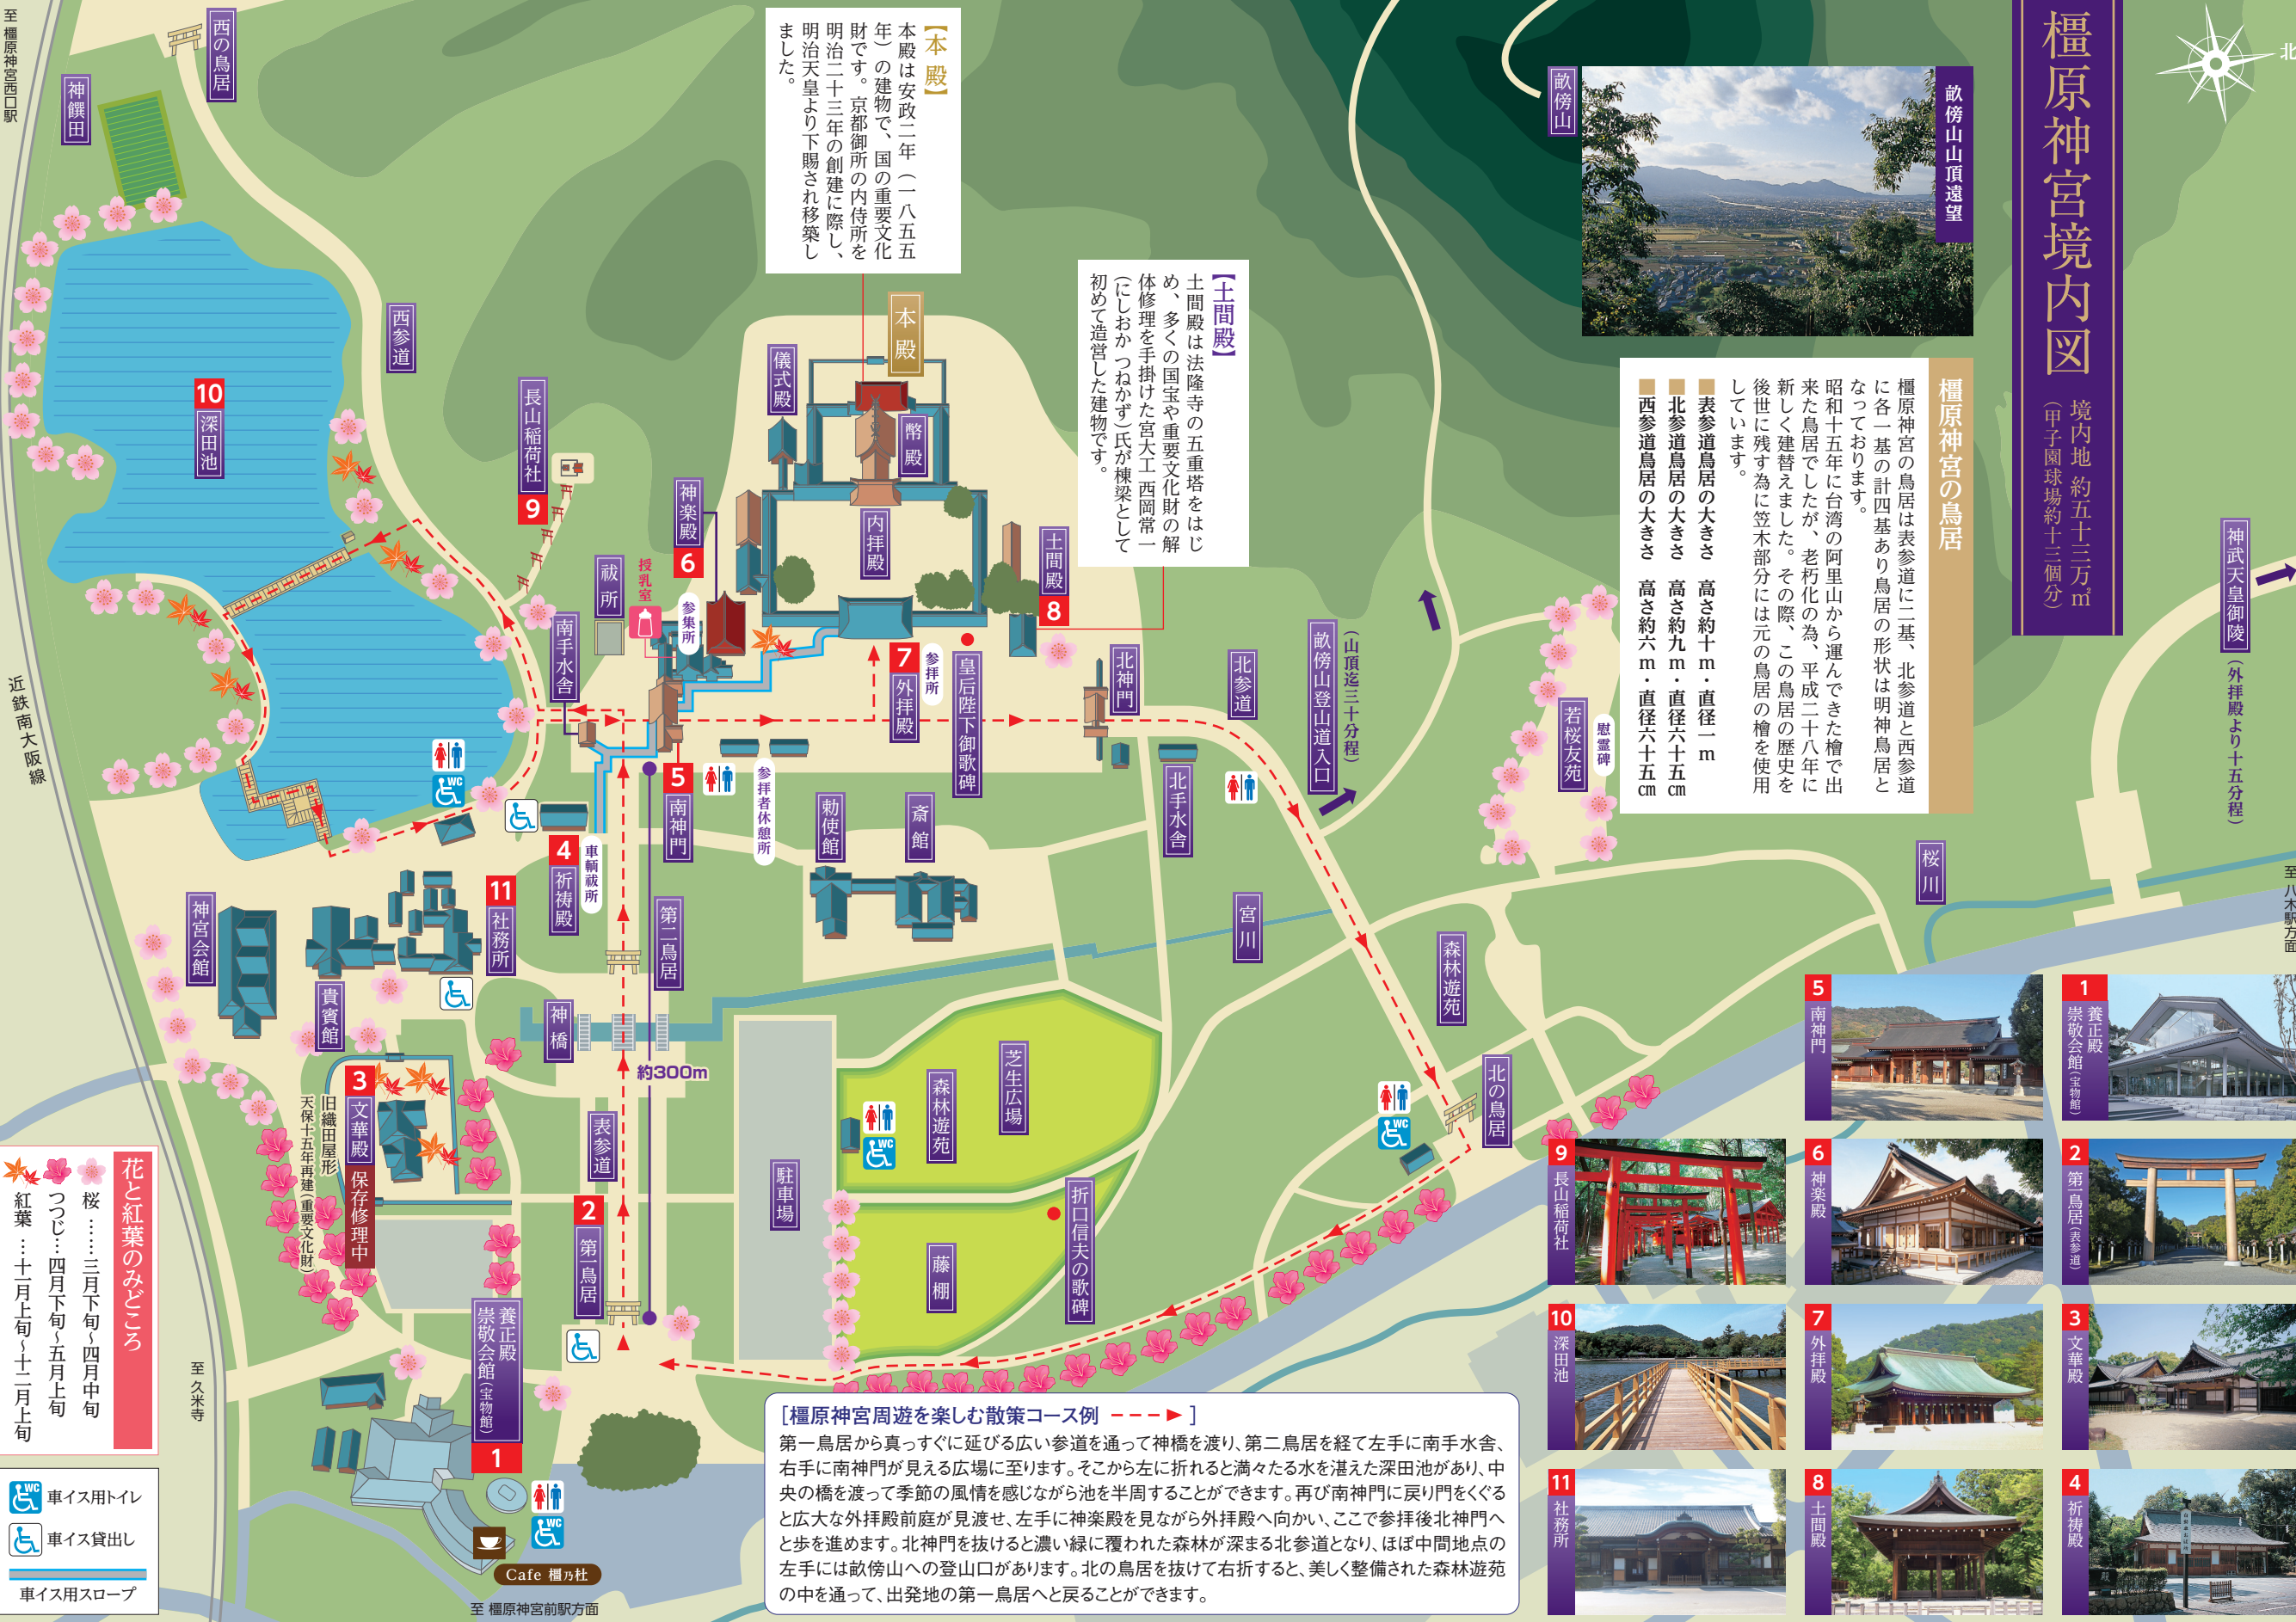 橿原神宮境内図
境内地 約五十三万㎡
（甲子園球場約十三個分）
北
畝傍山山頂遠望
畝傍山
橿原神宮の鳥居
橿原神宮の鳥居は表参道に二基、北参道と西参道
に各一基の計四基あり鳥居の形状は明神鳥居と
なっております。
昭和十五年に台湾の阿里山から運んできた檜で出
来た鳥居でしたが、老朽化の為、平成二十八年に
新しく建替えました。その際、この鳥居の歴史を
後世に残す為に笠木部分には元の鳥居の檜を使用
しています。
■表参道鳥居の大きさ 高さ約十m・直径一m
■北参道鳥居の大きさ 高さ約九m・直径六十五㎝
■西参道鳥居の大きさ 高さ約六m・直径六十五㎝
【土間殿】
土間殿は法隆寺の五重塔をはじ
め、多くの国宝や重要文化財の解
体修理を手掛けた宮大工 西岡常一
（にしおか つねかず）氏が棟梁として
初めて造営した建物です。
【本殿】
本殿は安政二年（一八五五
年）の建物で、国の重要文化
財です。京都御所の内侍所を
明治二十三年の創建に際し、
明治天皇より下賜され移築し
ました。
至 橿原神宮西口駅
西の鳥居
神饌田
西参道
10 深田池
長山稲荷社 9
近鉄南大阪線
本殿
儀式殿
幣殿
内拝殿
神楽殿 6
土間殿 8
祓所
授乳室
参集所
南手水舎
7 外拝殿
参拝所
皇后陛下御歌碑
北神門
北参道
畝傍山登山道入口
（山頂迄三十分程）
若桜友苑
慰霊碑
神武天皇御陵
（外拝殿より十五分程）
桜川
至 八木駅方面
WC
5 南神門
参拝者休憩所
勅使館
斎館
北手水舎
4 祈祷殿
車輌祓所
11 社務所
神宮会館
貴賓館
第二鳥居
宮川
森林遊苑
神橋
約300m
北の鳥居
WC
芝生広場
森林遊苑
WC
3 文華殿 保存修理中
旧織田屋形
天保十五年再建（重要文化財）
表参道
2 第一鳥居
駐車場
折口信夫の歌碑
藤棚
養正殿
崇敬会館（宝物館）
1
WC
Cafe 橿乃杜
至 久米寺
至 橿原神宮前駅方面
花と紅葉のみどころ
桜……三月下旬〜四月中旬
つつじ…四月下旬〜五月上旬
紅葉…十一月上旬〜十二月上旬
WC 車イス用トイレ
車イス貸出し
車イス用スロープ
［橿原神宮周遊を楽しむ散策コース例 ］
第一鳥居から真っすぐに延びる広い参道を通って神橋を渡り、第二鳥居を経て左手に南手水舎、
右手に南神門が見える広場に至ります。そこから左に折れると満々たる水を湛えた深田池があり、中
央の橋を渡って季節の風情を感じながら池を半周することができます。再び南神門に戻り門をくぐる
と広大な外拝殿前庭が見渡せ、左手に神楽殿を見ながら外拝殿へ向かい、ここで参拝後北神門へ
と歩を進めます。北神門を抜けると濃い緑に覆われた森林が深まる北参道となり、ほぼ中間地点の
左手には畝傍山への登山口があります。北の鳥居を抜けて右折すると、美しく整備された森林遊苑
の中を通って、出発地の第一鳥居へと戻ることができます。
1 養正殿
崇敬会館（宝物館）
2 第一鳥居（表参道）
3 文華殿
4 祈祷殿
5 南神門
6 神楽殿
7 外拝殿
8 土間殿
9 長山稲荷社
10 深田池
11 社務所